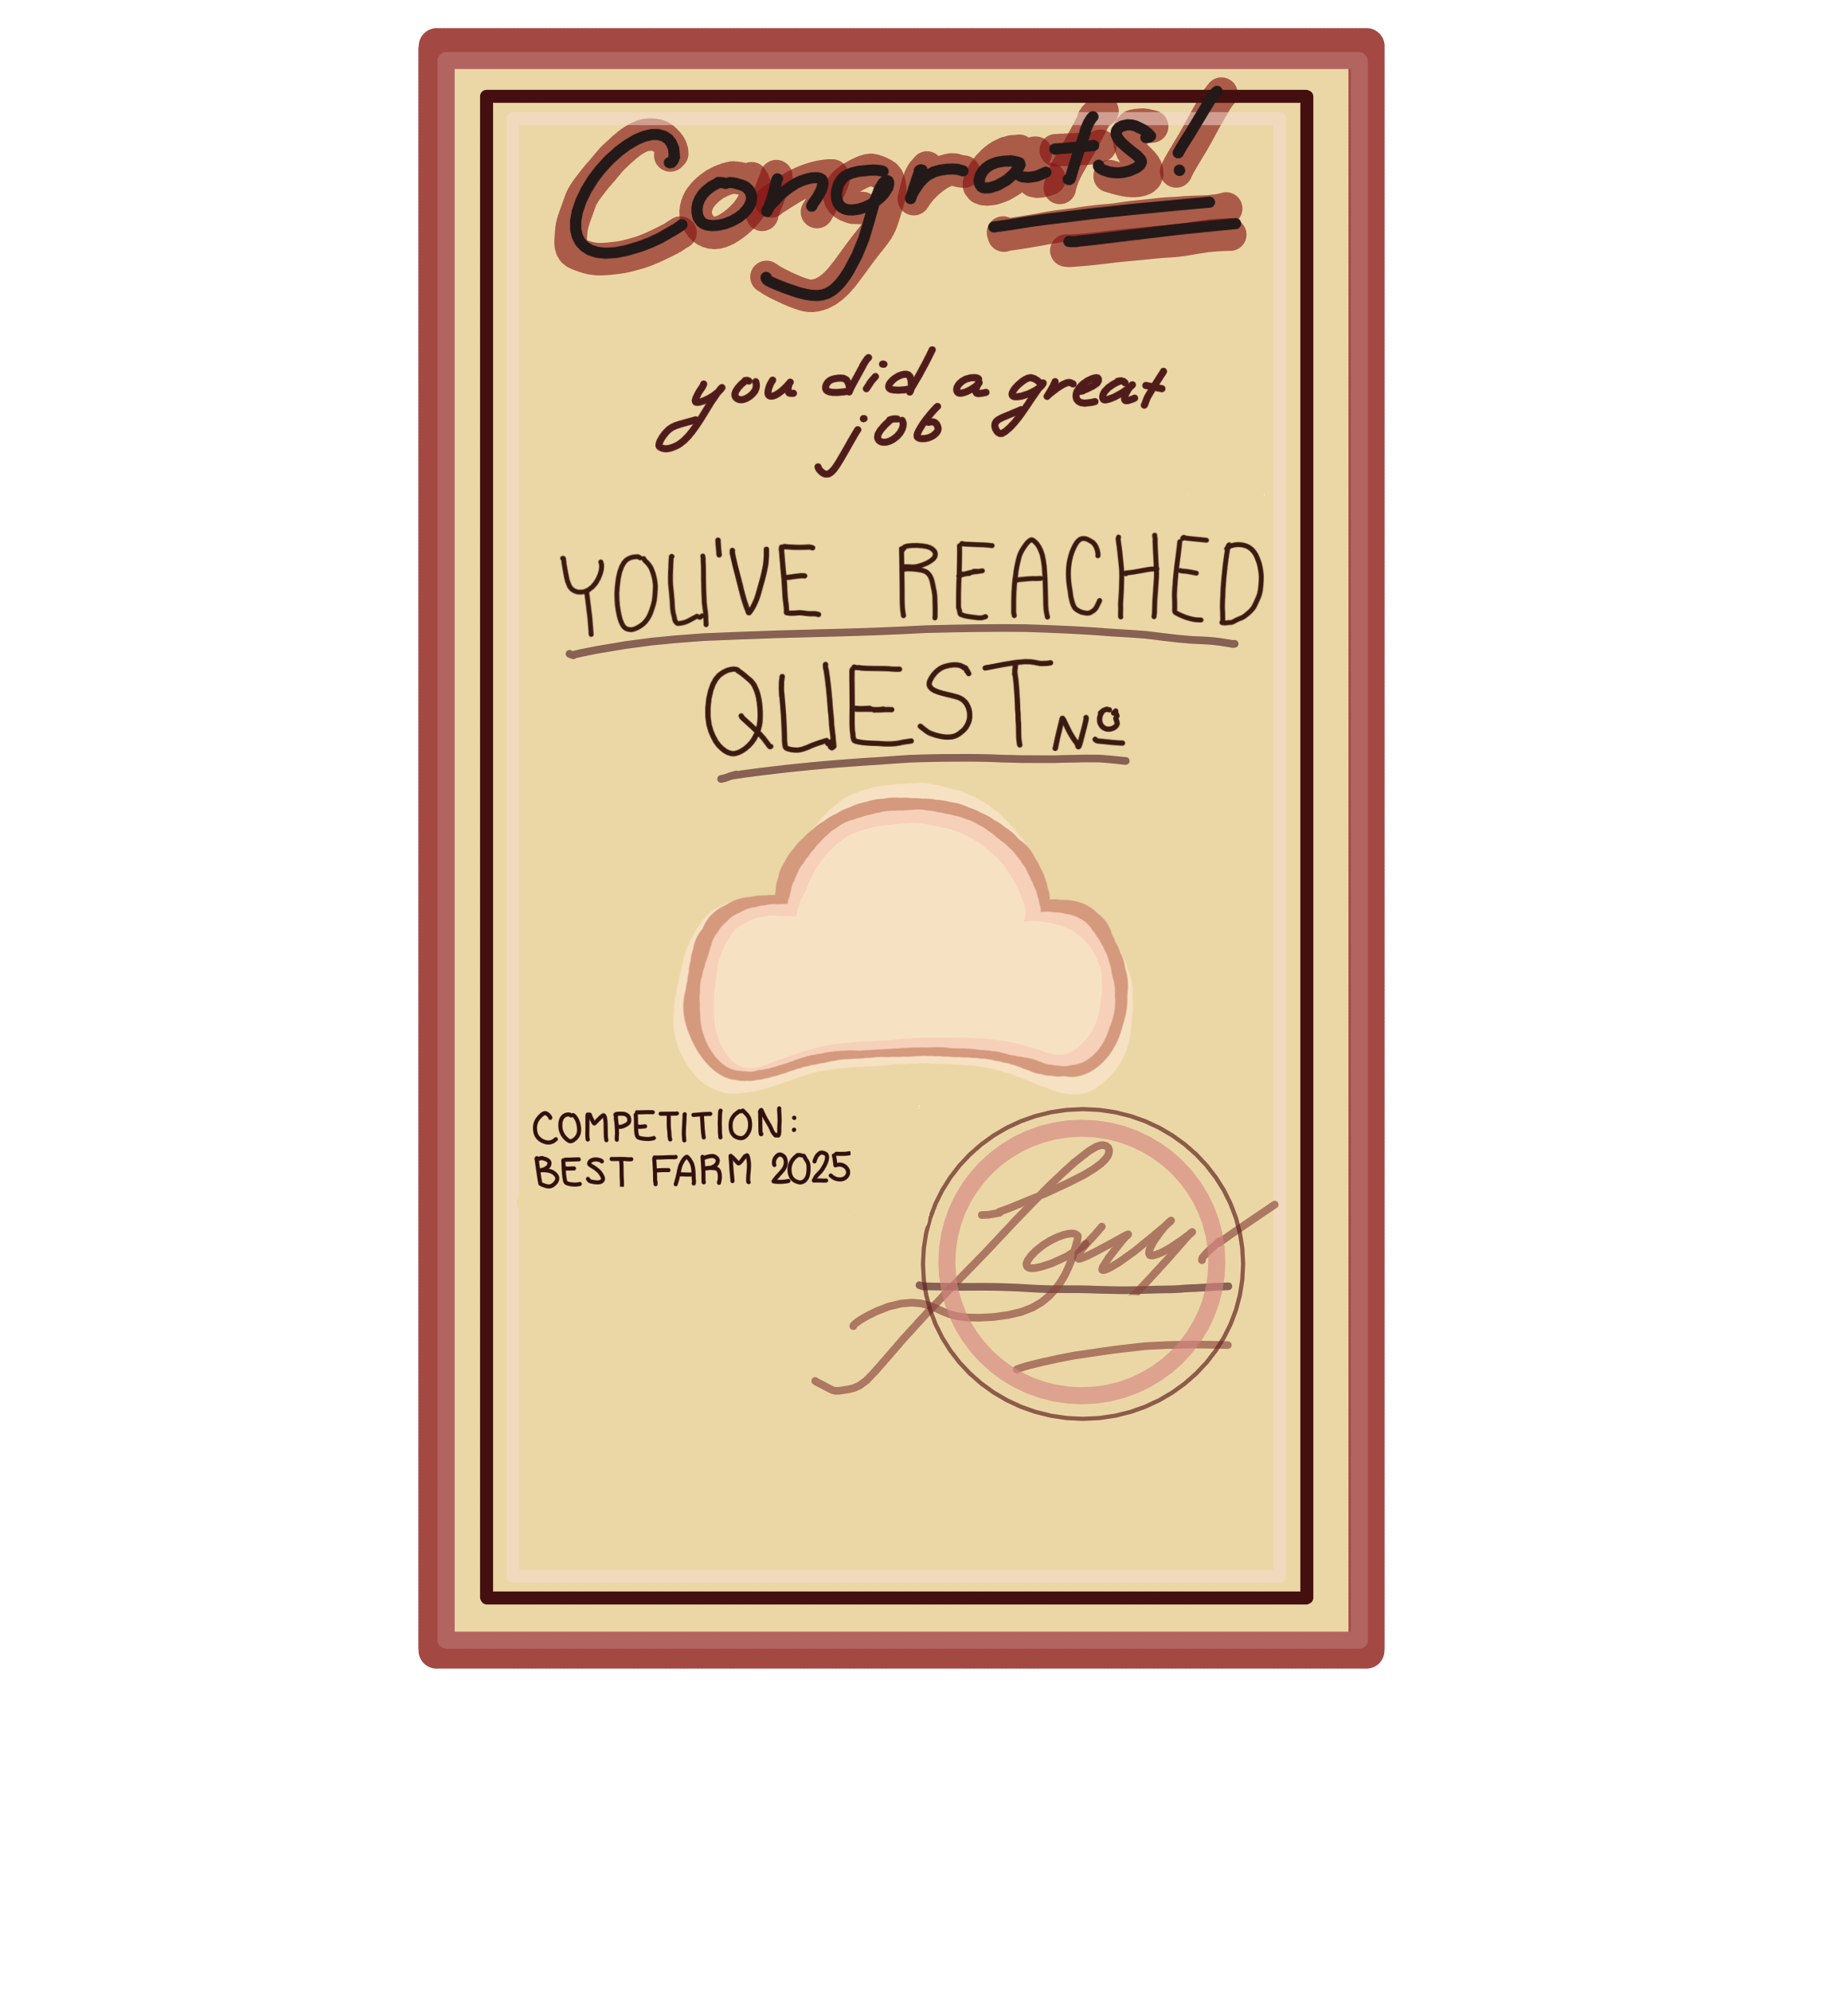 Congrats!
you did a great
job
YOU'VE REACHED
QUEST Nº
COMPETITION:
BEST FARM 2025